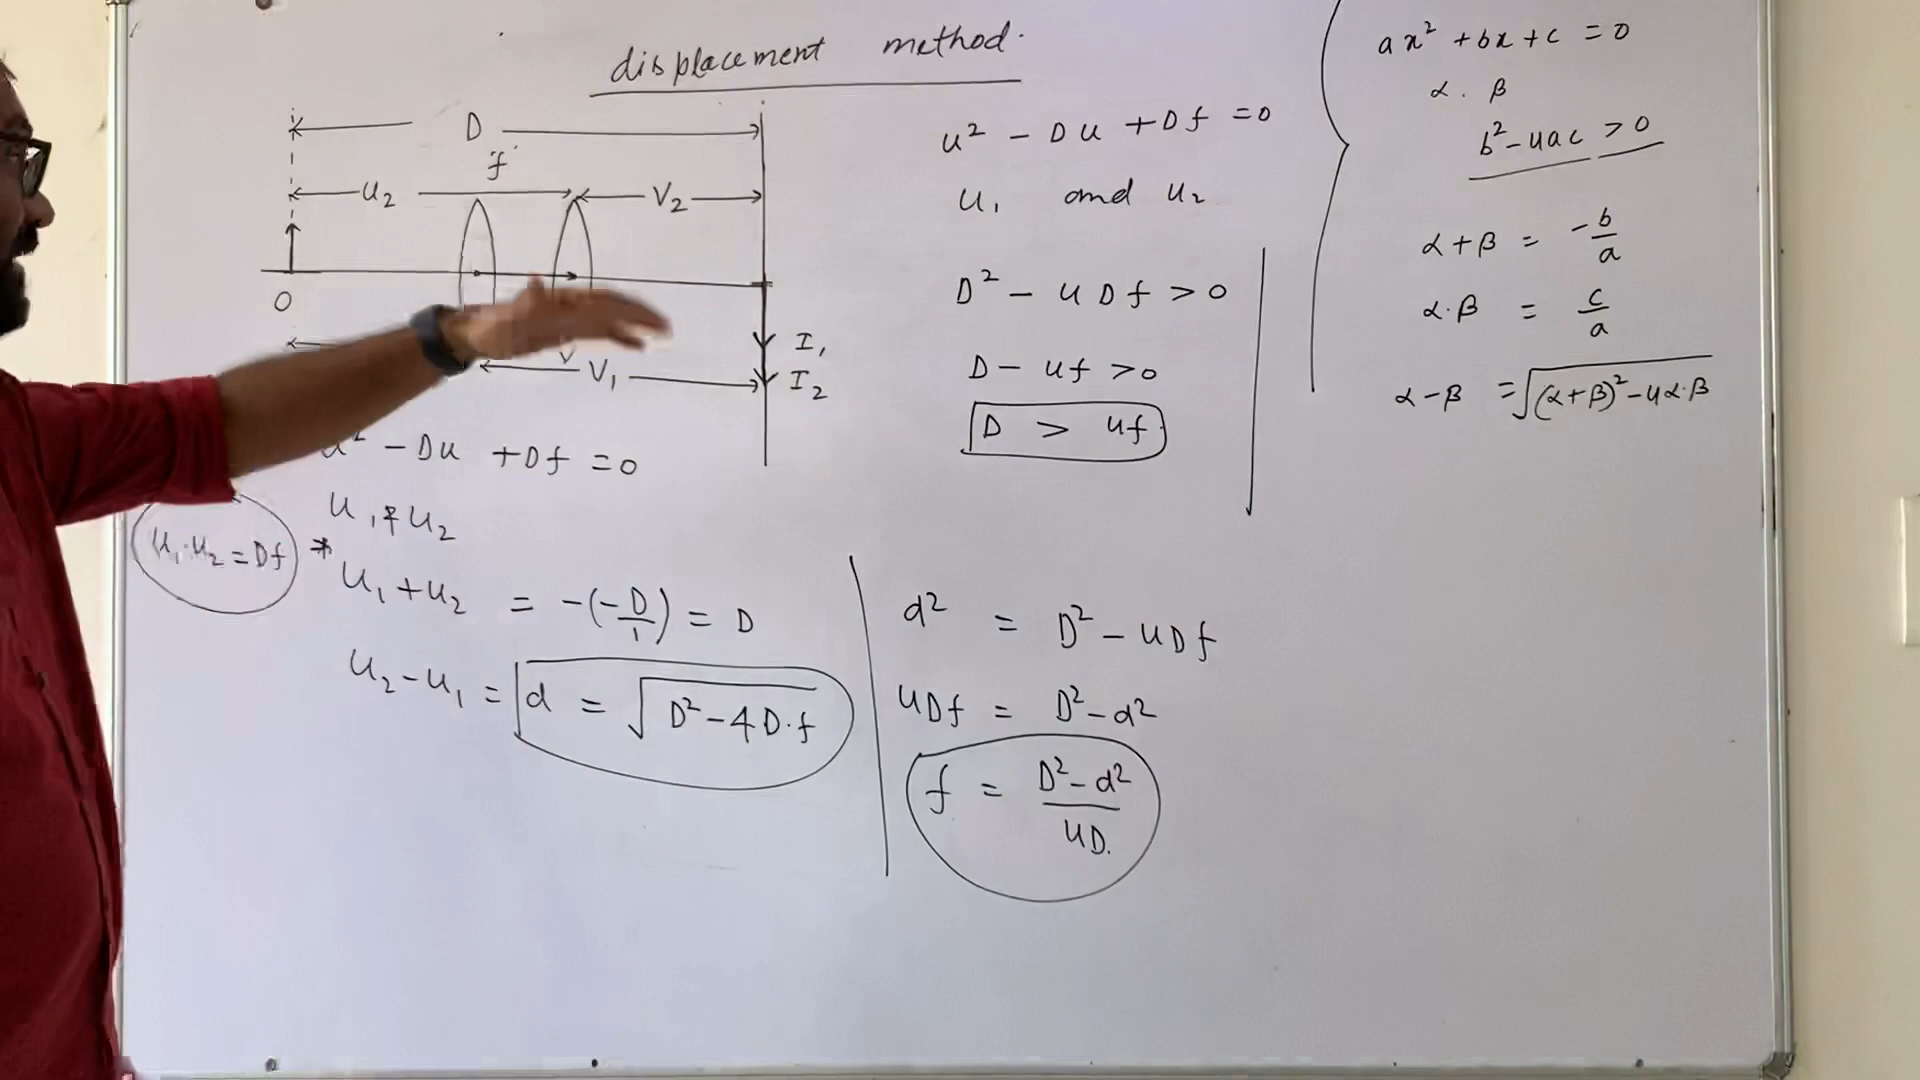 displacement method.
D
f
u2 V2
O
I1
V1
I2
u² - Du + Df = 0
u1 & u2
u1·u2 = Df
* u1 + u2 = -(-D/1) = D
u2 - u1 = d = √D² - 4D·f
u² - Du + Df = 0
u1 and u2
D² - 4Df > 0
D - 4f > 0
D > 4f
d² = D² - 4Df
4Df = D² - d²
f = D² - d²/4D.
ax² + bx + c = 0
α . β
b² - 4ac > 0
α + β = -b/a
α·β = c/a
α - β = √(α+β)² - 4α·β